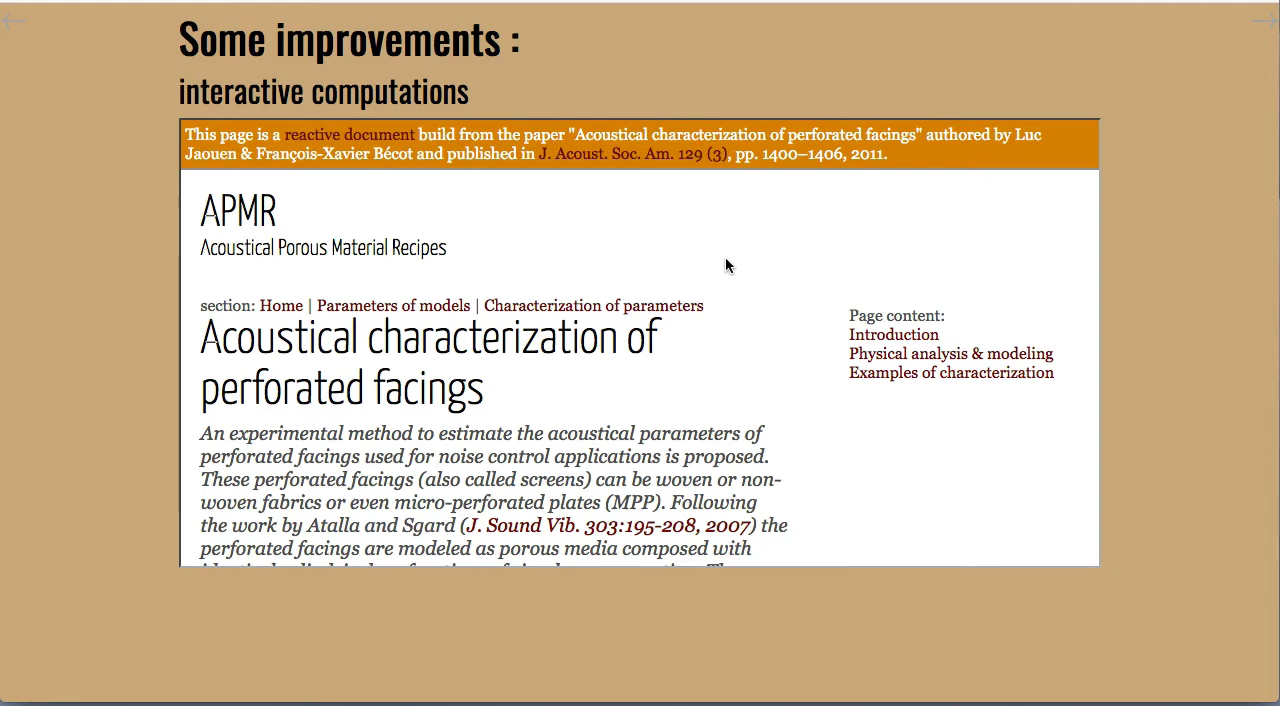 Some improvements :
interactive computations
This page is a reactive document build from the paper "Acoustical characterization of perforated facings" authored by Luc
Jaouen & François-Xavier Bécot and published in J. Acoust. Soc. Am. 129 (3), pp. 1400–1406, 2011.
APMR
Acoustical Porous Material Recipes
section: Home | Parameters of models | Characterization of parameters
Acoustical characterization of
perforated facings
An experimental method to estimate the acoustical parameters of
perforated facings used for noise control applications is proposed.
These perforated facings (also called screens) can be woven or non-
woven fabrics or even micro-perforated plates (MPP). Following
the work by Atalla and Sgard (J. Sound Vib. 303:195-208, 2007) the
perforated facings are modeled as porous media composed with
Page content:
Introduction
Physical analysis & modeling
Examples of characterization